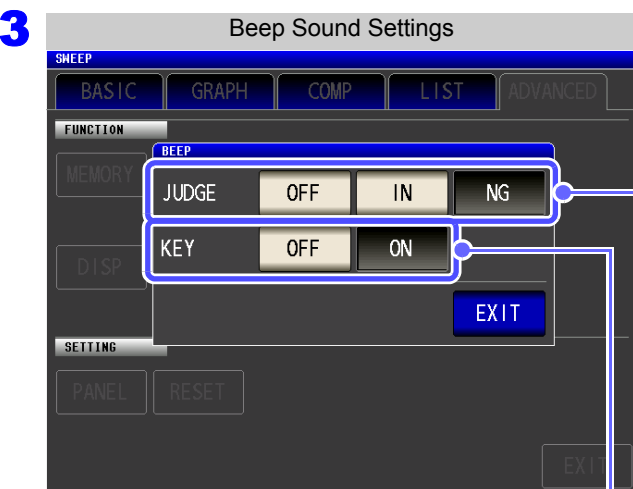 3 Beep Sound Settings
SWEEP
BASIC GRAPH COMP LIST ADVANCED
FUNCTION
BEEP
MEMORY
JUDGE OFF IN NG
KEY OFF ON
DISP
EXIT
SETTING
PANEL RESET
EXIT